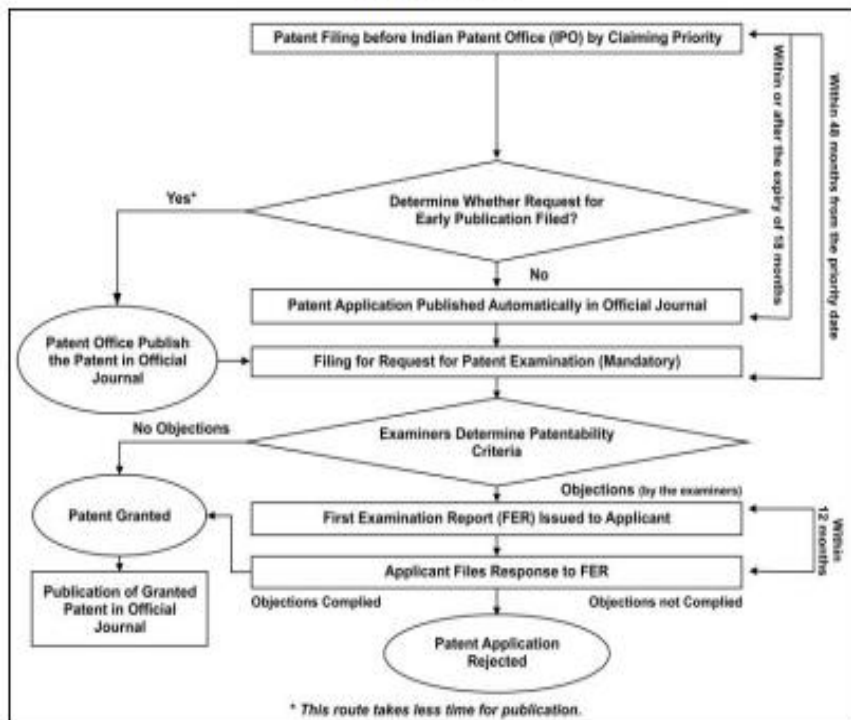 Patent Filing before Indian Patent Office (IPO) by Claiming Priority
Within or after the expiry of 18 months
Within 48 months from the priority date
Determine Whether Request for
Early Publication Filed?
Yes*
No
Patent Application Published Automatically in Official Journal
Patent Office Publish
the Patent in Official
Journal
Filing for Request for Patent Examination (Mandatory)
No Objections
Examiners Determine Patentability
Criteria
Objections (by the examiners)
Patent Granted
First Examination Report (FER) Issued to Applicant
Within
12 months
Applicant Files Response to FER
Publication of Granted
Patent in Official
Journal
Objections Complied
Objections not Complied
Patent Application
Rejected
* This route takes less time for publication.